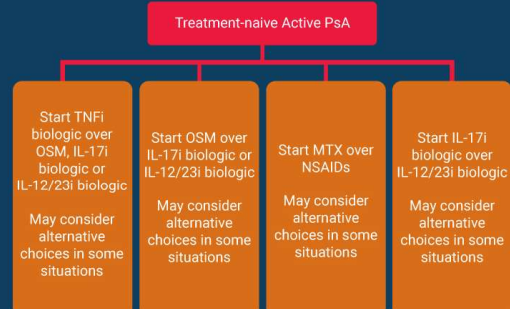 Treatment-naive Active PsA
Start TNFi
biologic over
OSM, IL-17i
biologic or
IL-12/23i biologic
May consider
alternative
choices in some
situations
Start OSM over
IL-17i biologic or
IL-12/23i biologic
May consider
alternative
choices in some
situations
Start MTX over
NSAIDs
May consider
alternative
choices in some
situations
Start IL-17i
biologic over
IL-12/23i biologic
May consider
alternative
choices in some
situations